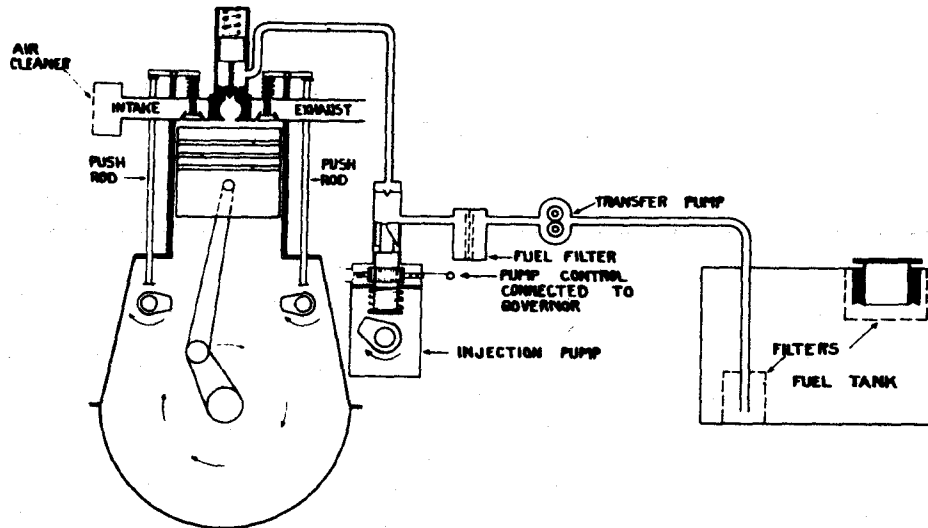 AIR
CLEANER
INTAKE
EXHAUST
PUSH
ROD
PUSH
ROD
TRANSFER PUMP
FUEL FILTER
PUMP CONTROL
CONNECTED TO
GOVERNOR
INJECTION PUMP
FILTERS
FUEL TANK